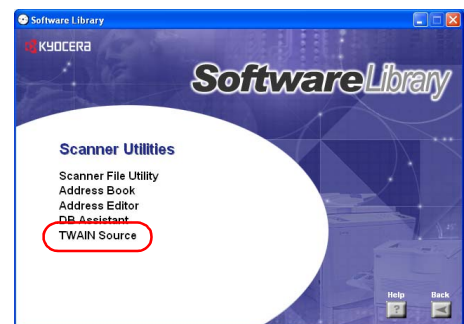 Software Library
KYOCERA
SoftwareLibrary
Scanner Utilities
Scanner File Utility
Address Book
Address Editor
DB Assistant
TWAIN Source
Help Back
?